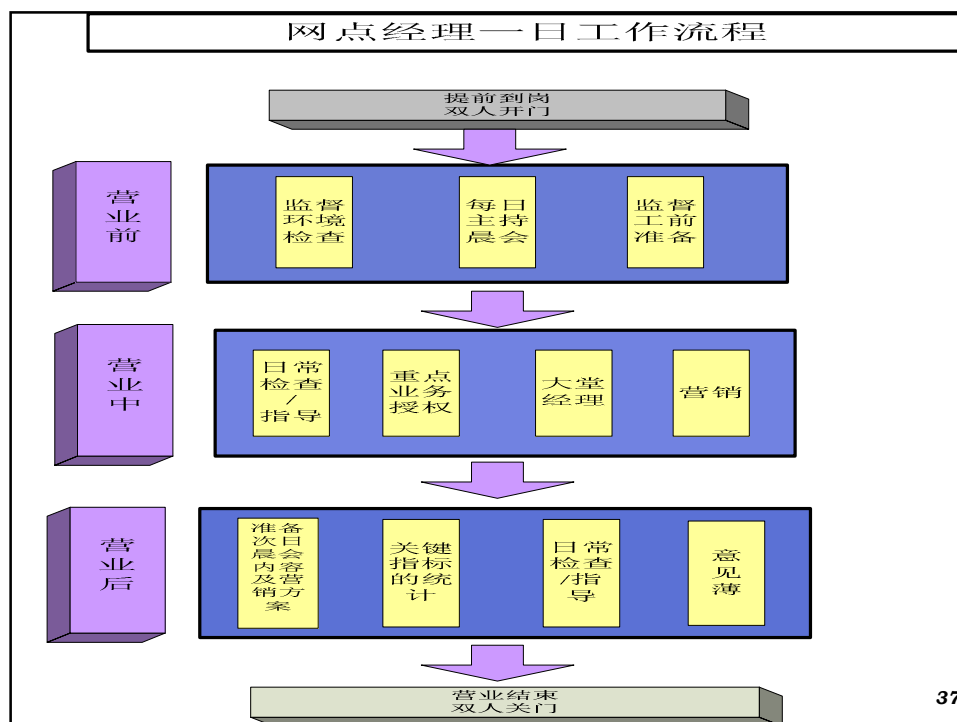 网点经理一日工作流程
提前到岗
双人开门
营
业
前
监督
环境
检查
每日
主持
晨会
监督
工前
准备
营
业
中
日常
检查
/
指导
重点
业务
授权
大堂
经理
营销
营
业
后
准备
次日
晨会
内容
及营
销方
案
关键
指标
的统
计
日常
检查
/指
导
意
见
薄
营业结束
双人关门
37